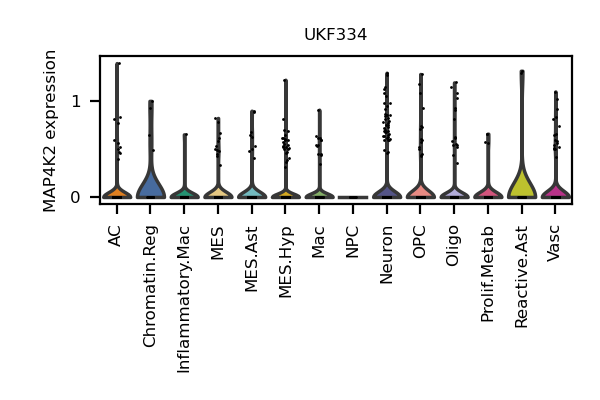 UKF334
MAP4K2 expression
1
0
AC
Chromatin.Reg
Inflammatory.Mac
MES
MES.Ast
MES.Hyp
Mac
NPC
Neuron
OPC
Oligo
Prolif.Metab
Reactive.Ast
Vasc